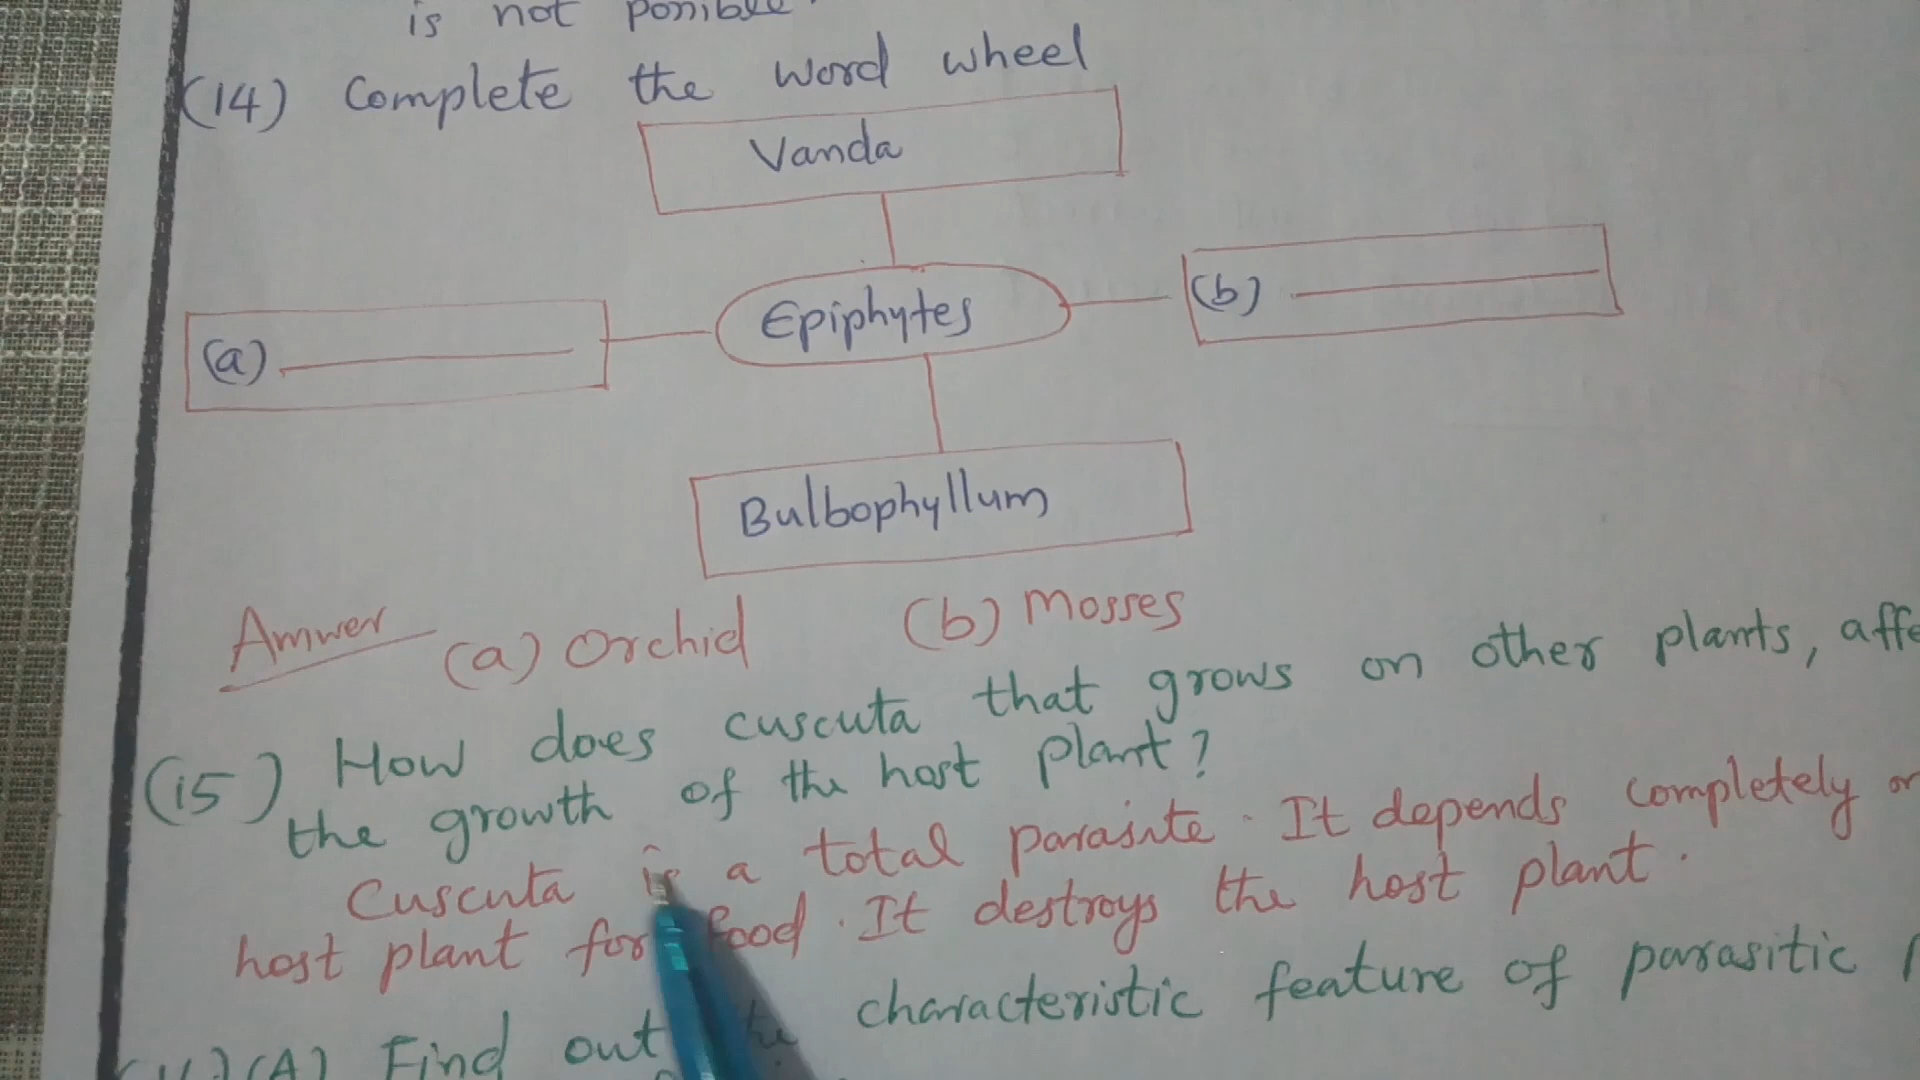 is not possible.
(14) Complete the word wheel
Vanda
(a)
Epiphytes
(b)
Bulbophyllum
Answer (a) Orchid (b) Mosses
(15) How does cuscuta that grows on other plants,
the growth of the host plant?
Cuscuta is a total parasite. It depends completely on
host plant for food. It destroys the host plant.
(A) Find out the characteristic feature of parasitic